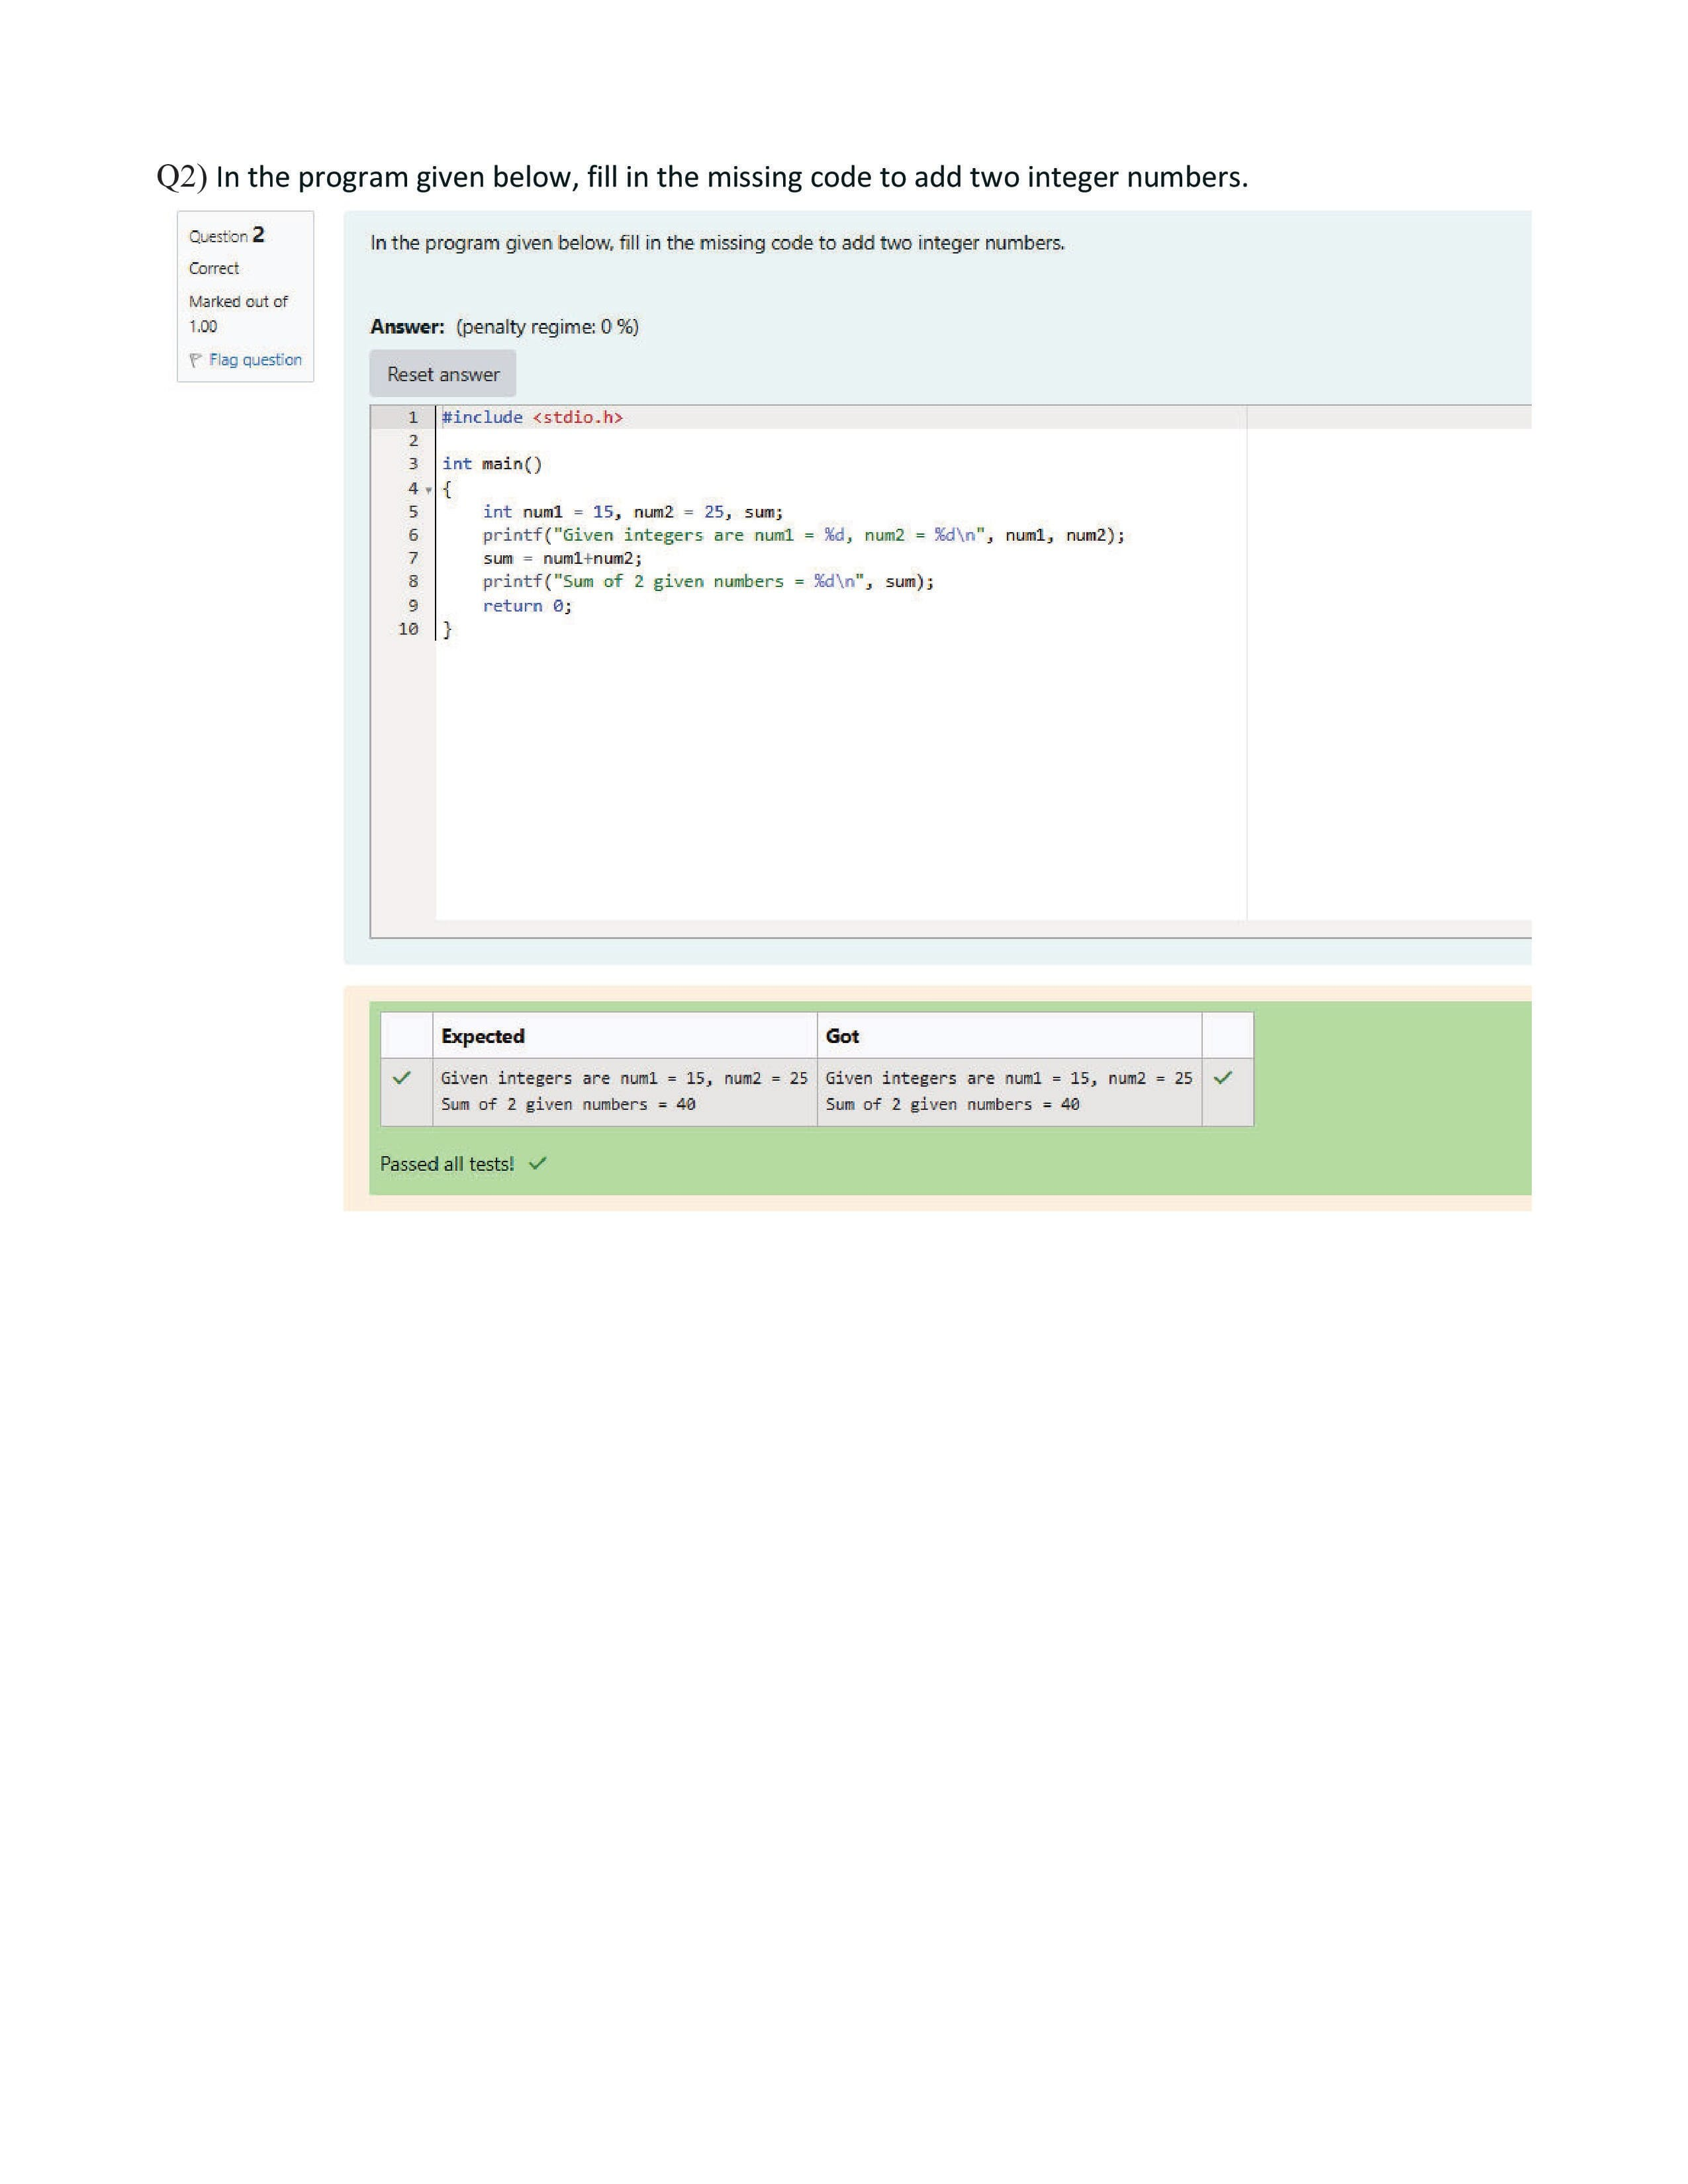 Q2) In the program given below, fill in the missing code to add two integer numbers.
Question 2
Correct
Marked out of
1.00
Flag question
In the program given below, fill in the missing code to add two integer numbers.
Answer: (penalty regime: 0 %)
Reset answer
1 #include <stdio.h>
2
3 int main()
4 {
5 int num1 = 15, num2 = 25, sum;
6 printf("Given integers are num1 = %d, num2 = %d\n", num1, num2);
7 sum = num1+num2;
8 printf("Sum of 2 given numbers = %d\n", sum);
9 return 0;
10 }
Expected Got
Given integers are num1 = 15, num2 = 25 Given integers are num1 = 15, num2 = 25
Sum of 2 given numbers = 40 Sum of 2 given numbers = 40
Passed all tests!